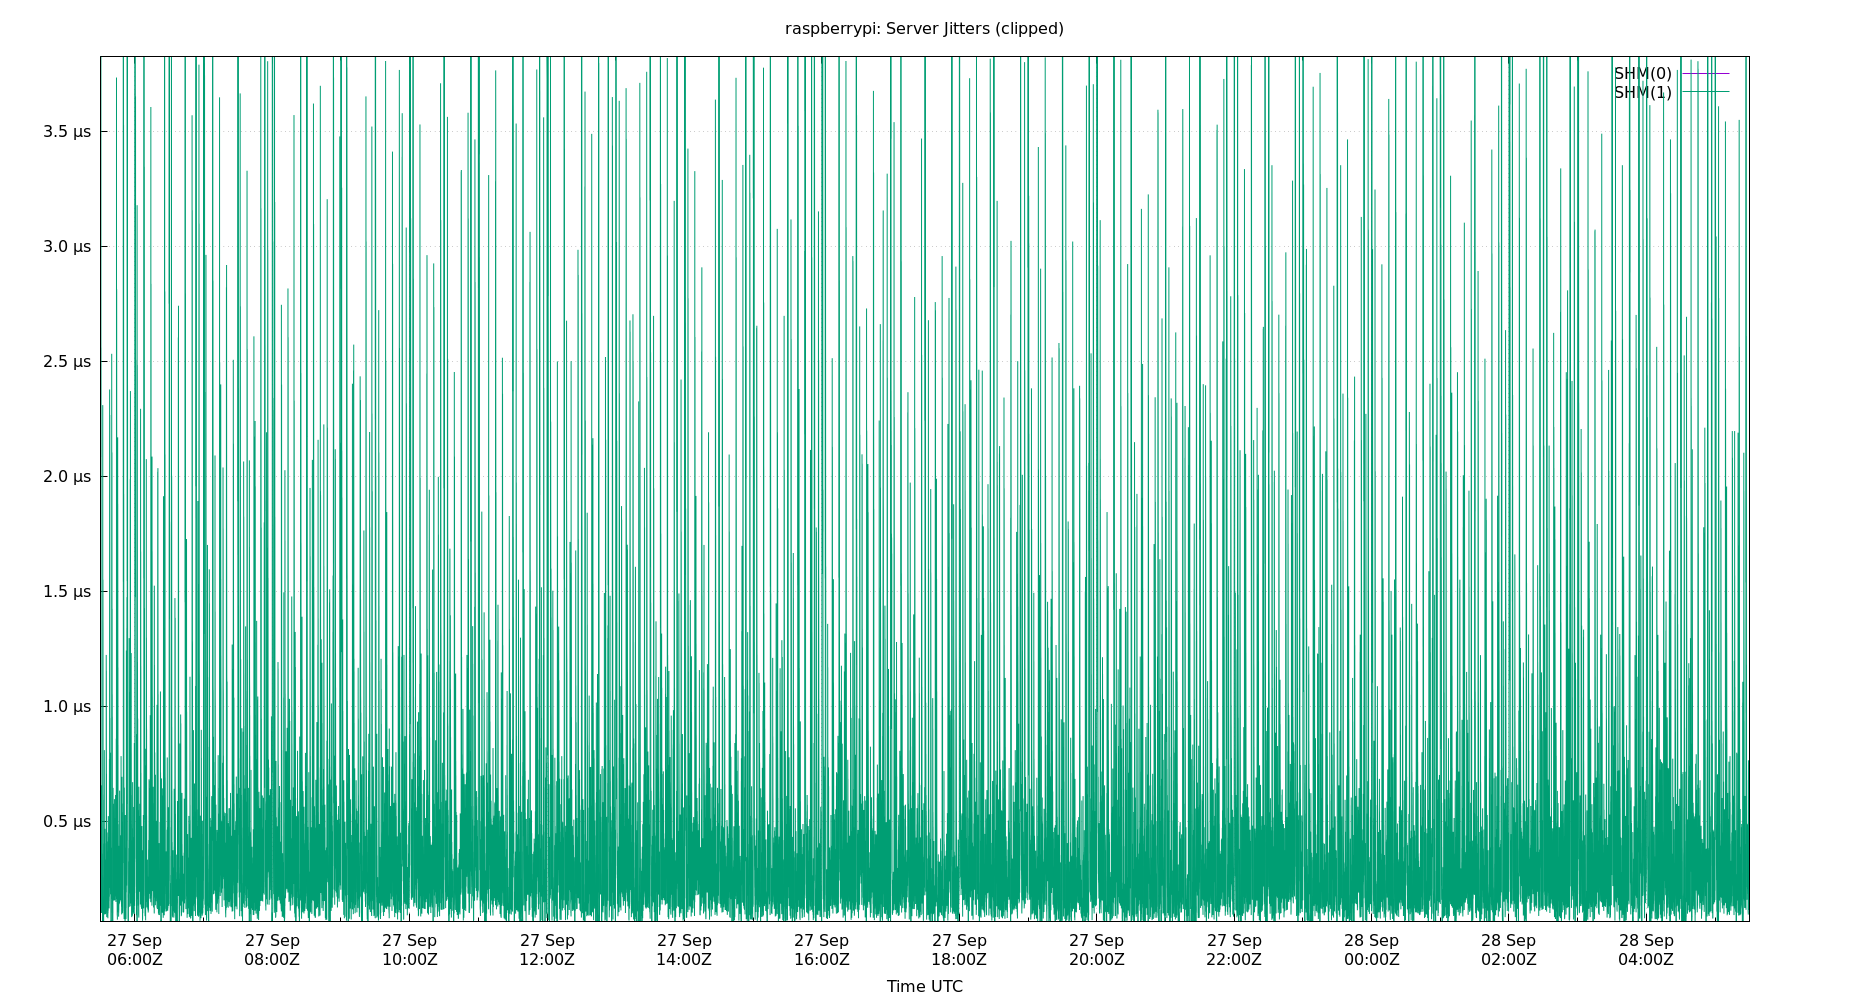 raspberrypi: Server Jitters (clipped)
SHM(0)
SHM(1)
3.5 µs
3.0 µs
2.5 µs
2.0 µs
1.5 µs
1.0 µs
0.5 µs
27 Sep 27 Sep 27 Sep 27 Sep 27 Sep 27 Sep 27 Sep 27 Sep 27 Sep 28 Sep 28 Sep 28 Sep
06:00Z 08:00Z 10:00Z 12:00Z 14:00Z 16:00Z 18:00Z 20:00Z 22:00Z 00:00Z 02:00Z 04:00Z
Time UTC